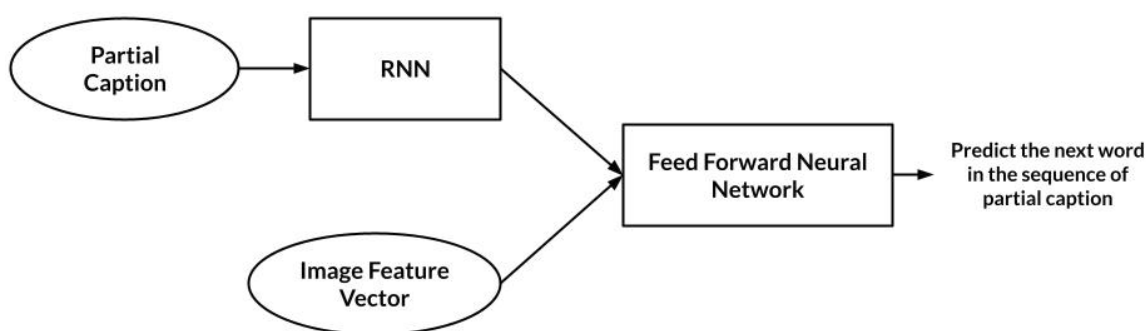 Partial
Caption
RNN
Feed Forward Neural
Network
Predict the next word
in the sequence of
partial caption
Image Feature
Vector